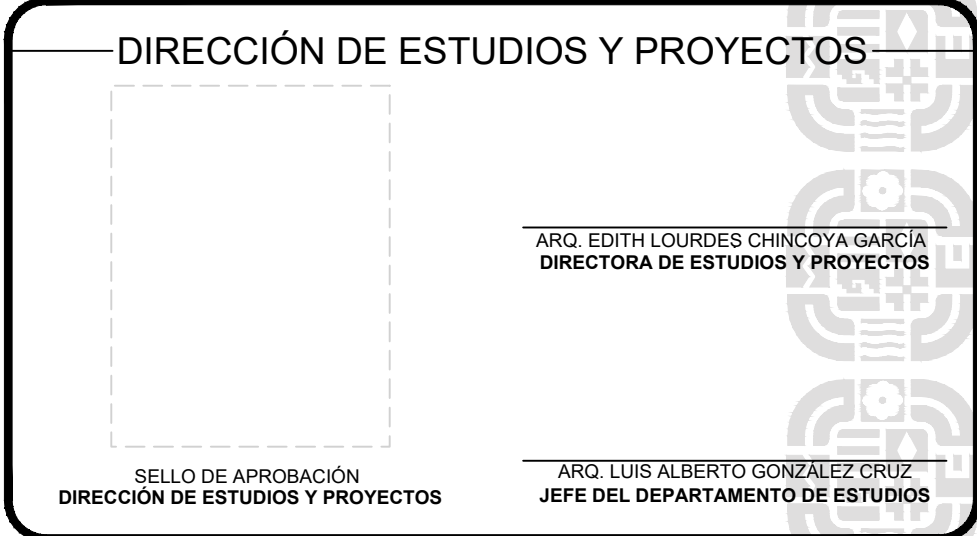 DIRECCIÓN DE ESTUDIOS Y PROYECTOS
ARQ. EDITH LOURDES CHINCOYA GARCÍA
DIRECTORA DE ESTUDIOS Y PROYECTOS
SELLO DE APROBACIÓN
DIRECCIÓN DE ESTUDIOS Y PROYECTOS
ARQ. LUIS ALBERTO GONZÁLEZ CRUZ
JEFE DEL DEPARTAMENTO DE ESTUDIOS